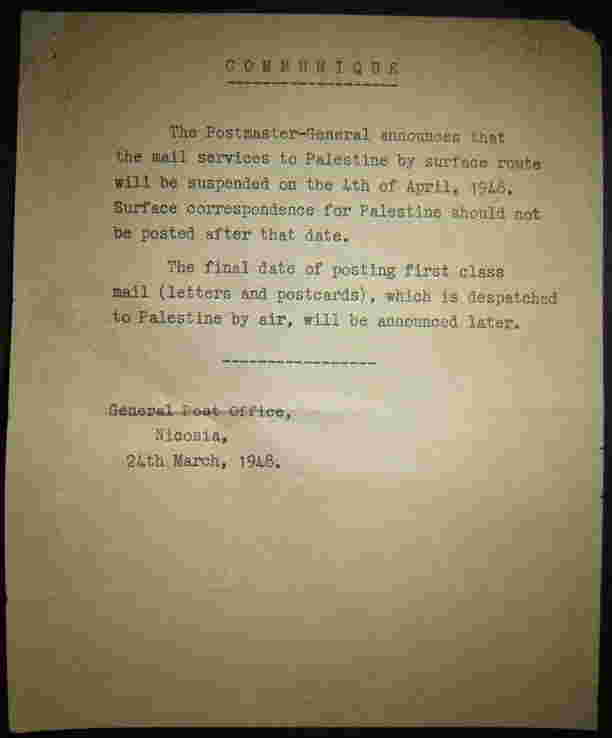 COMMUNIQUE
The Postmaster-General announces that
the mail services to Palestine by surface route
will be suspended on the 4th of April, 1948.
Surface correspondence for Palestine should not
be posted after that date.
The final date of posting first class
mail (letters and postcards), which is despatched
to Palestine by air, will be announced later.
General Post Office,
Nicosia,
24th March, 1948.